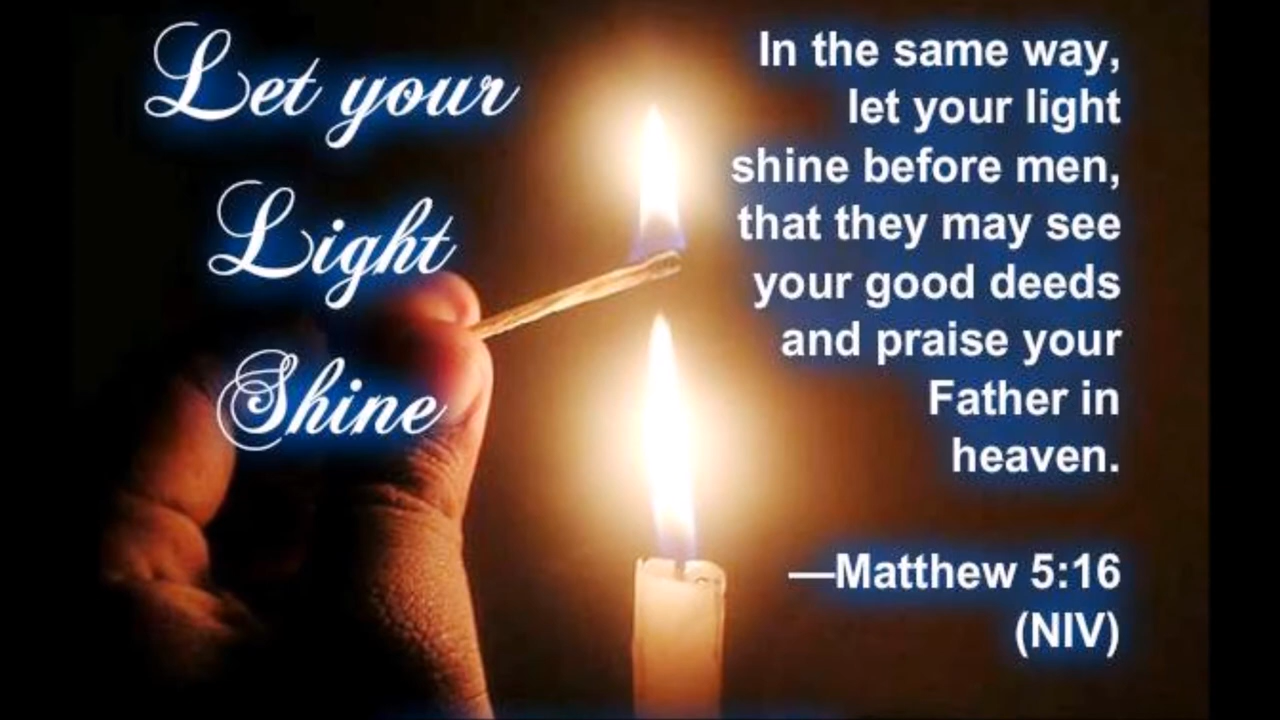 Let your
Light
Shine
In the same way,
let your light
shine before men,
that they may see
your good deeds
and praise your
Father in
heaven.
—Matthew 5:16
(NIV)